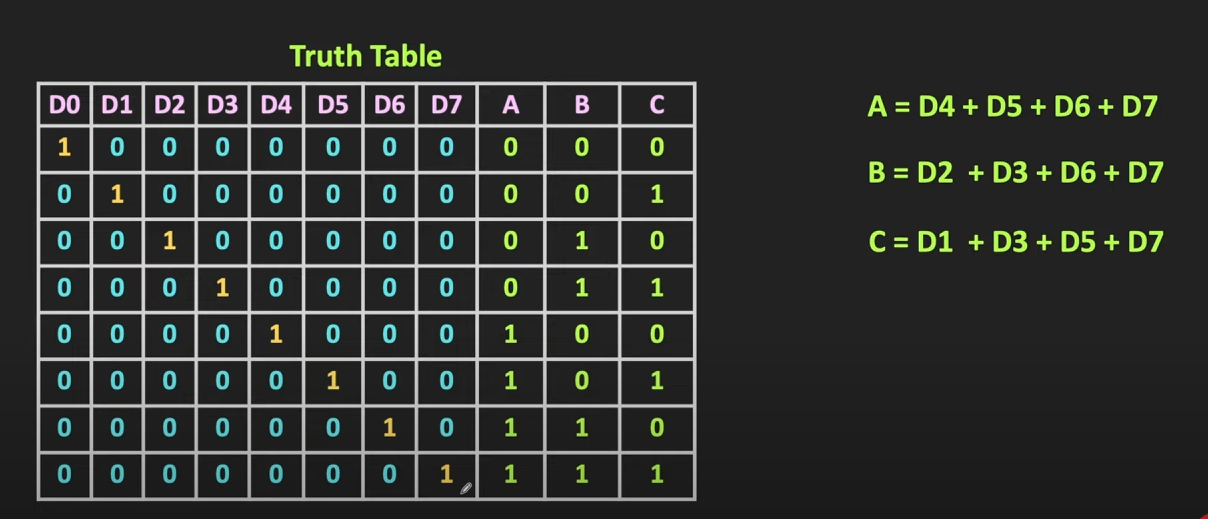 Truth Table
D0 D1 D2 D3 D4 D5 D6 D7 A B C
1 0 0 0 0 0 0 0 0 0 0
0 1 0 0 0 0 0 0 0 0 1
0 0 1 0 0 0 0 0 0 1 0
0 0 0 1 0 0 0 0 0 1 1
0 0 0 0 1 0 0 0 1 0 0
0 0 0 0 0 1 0 0 1 0 1
0 0 0 0 0 0 1 0 1 1 0
0 0 0 0 0 0 0 1 1 1 1
A = D4 + D5 + D6 + D7
B = D2 + D3 + D6 + D7
C = D1 + D3 + D5 + D7